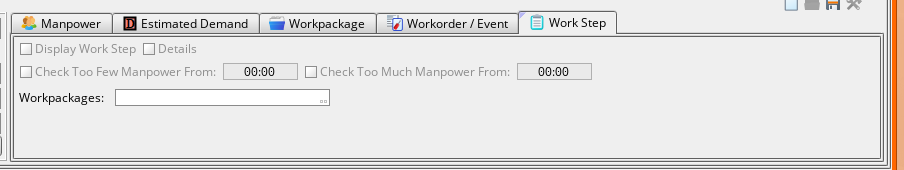 Manpower Estimated Demand Workpackage Workorder / Event Work Step
Display Work Step Details
Check Too Few Manpower From: 00:00 Check Too Much Manpower From: 00:00
Workpackages: